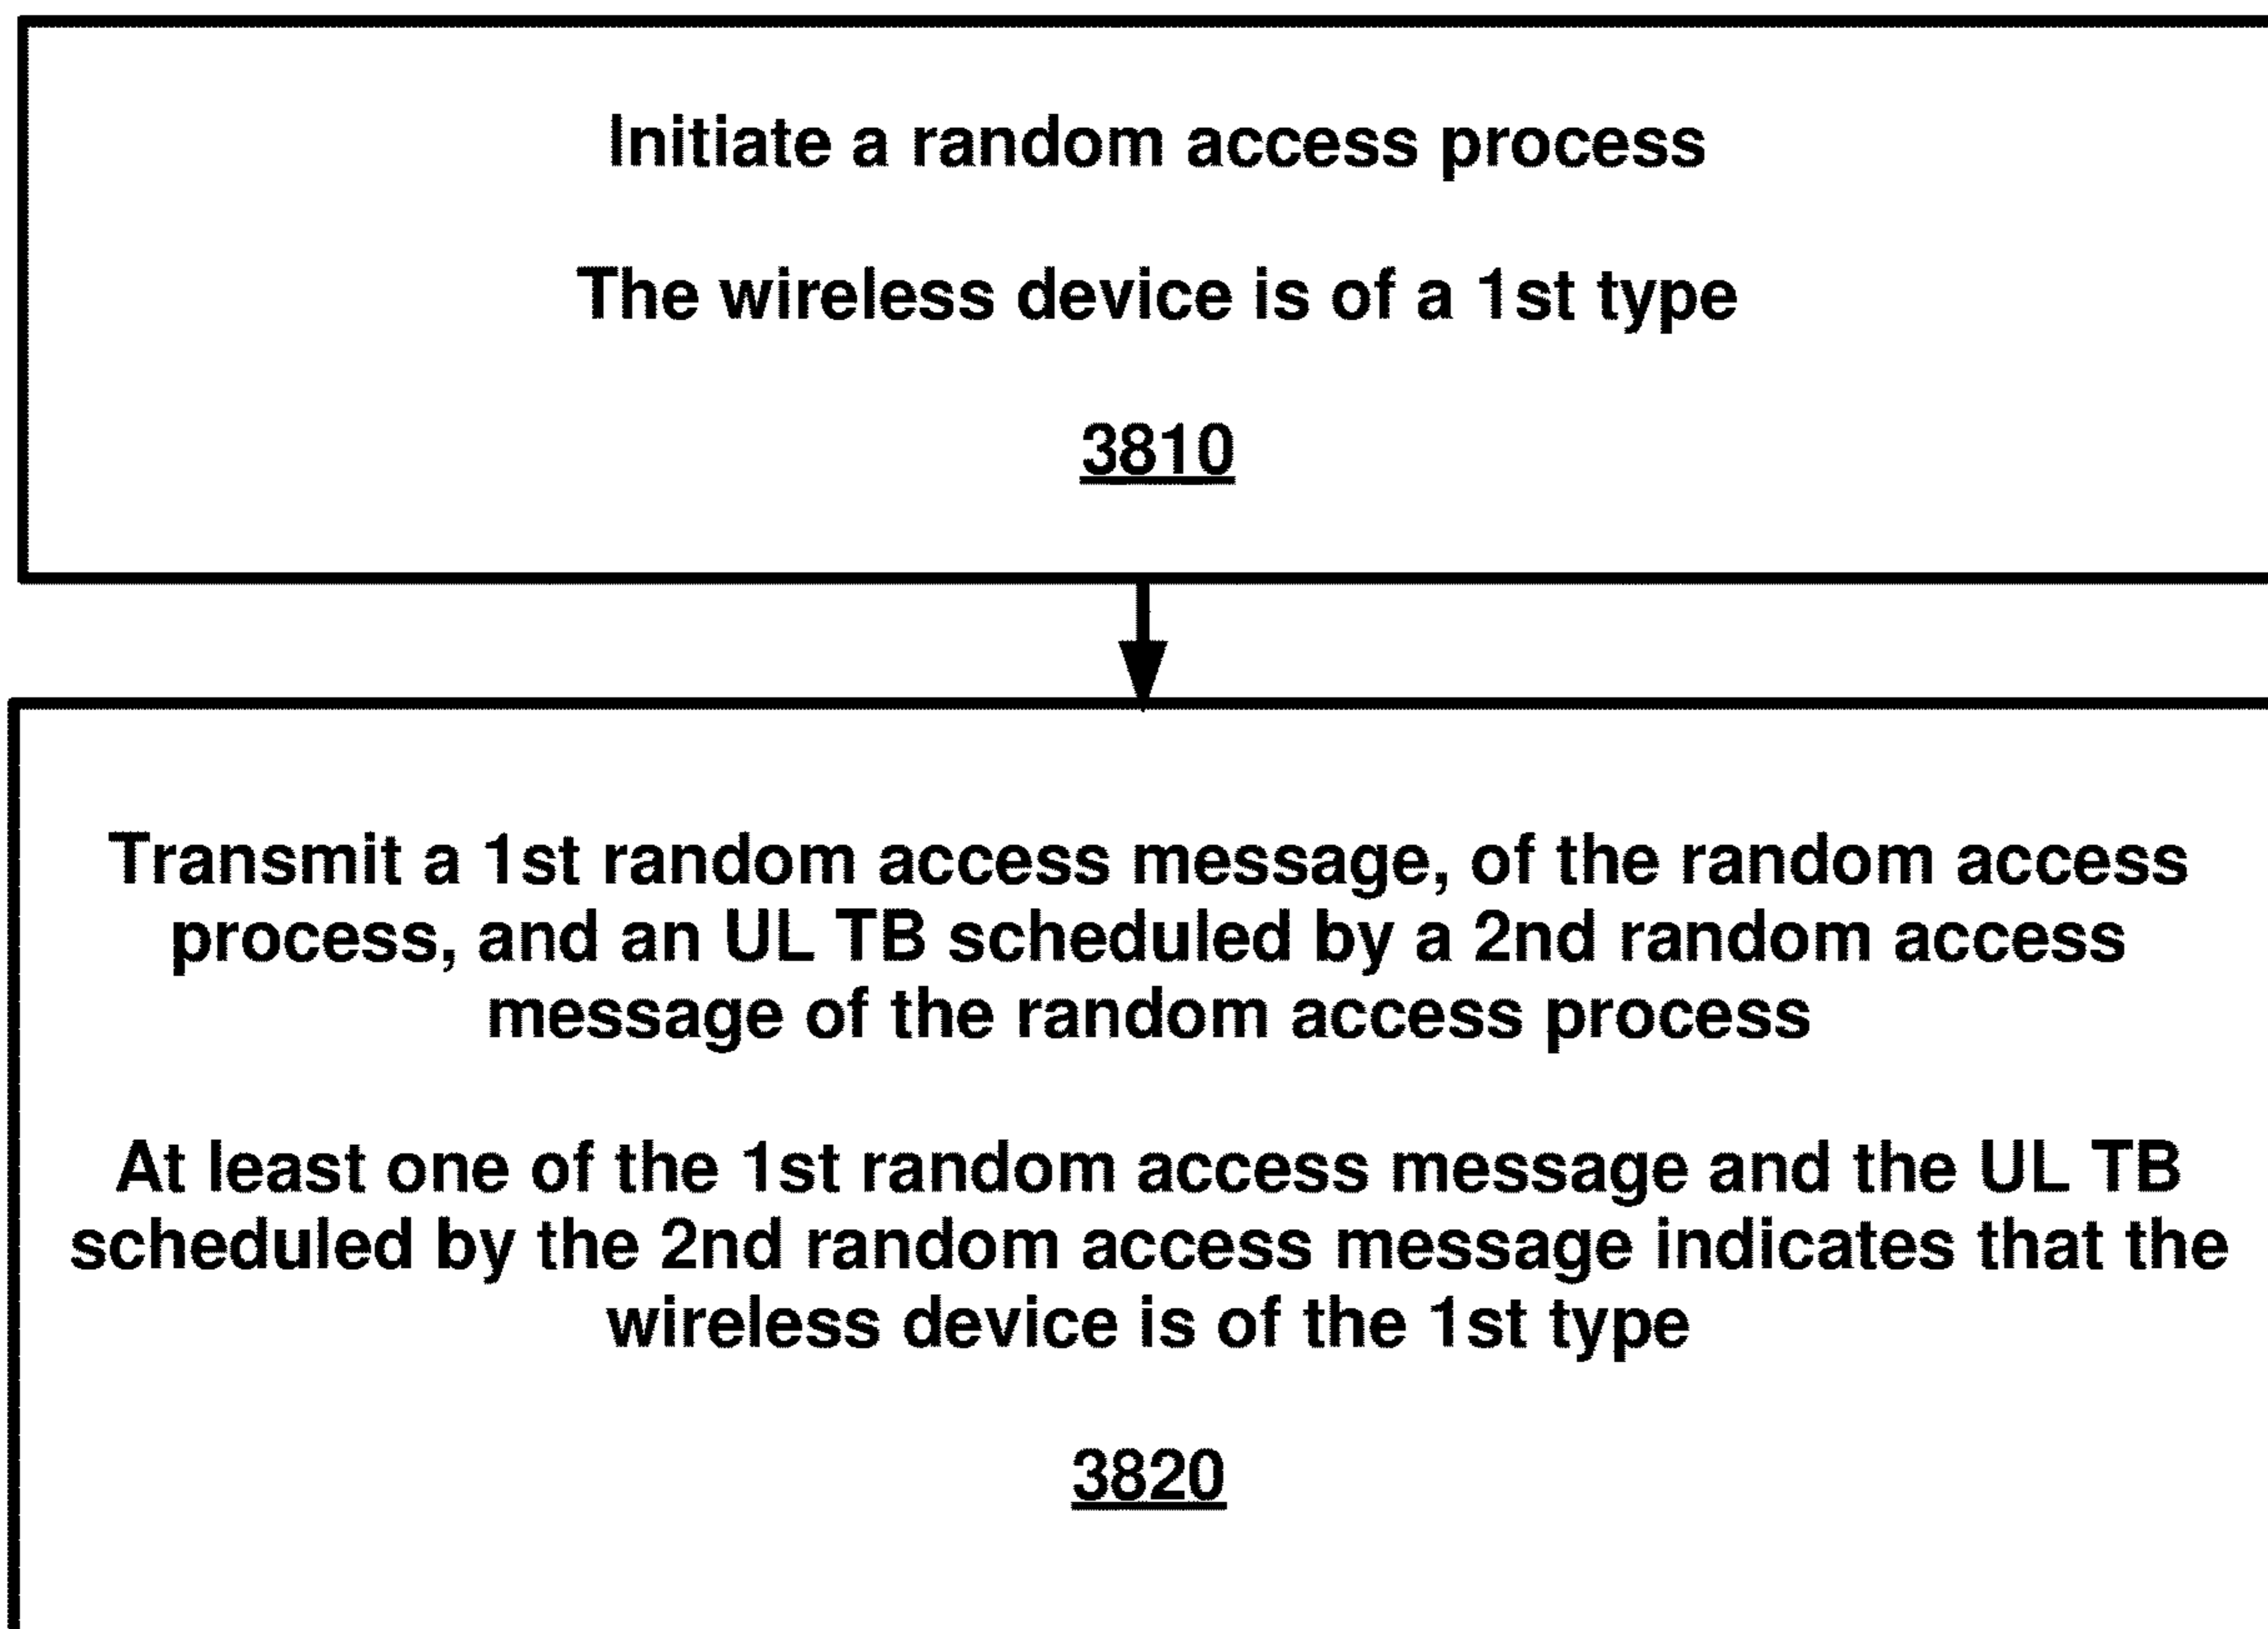 Initiate a random access process
The wireless device is of a 1st type
3810
Transmit a 1st random access message, of the random access
process, and an UL TB scheduled by a 2nd random access
message of the random access process
At least one of the 1st random access message and the UL TB
scheduled by the 2nd random access message indicates that the
wireless device is of the 1st type
3820